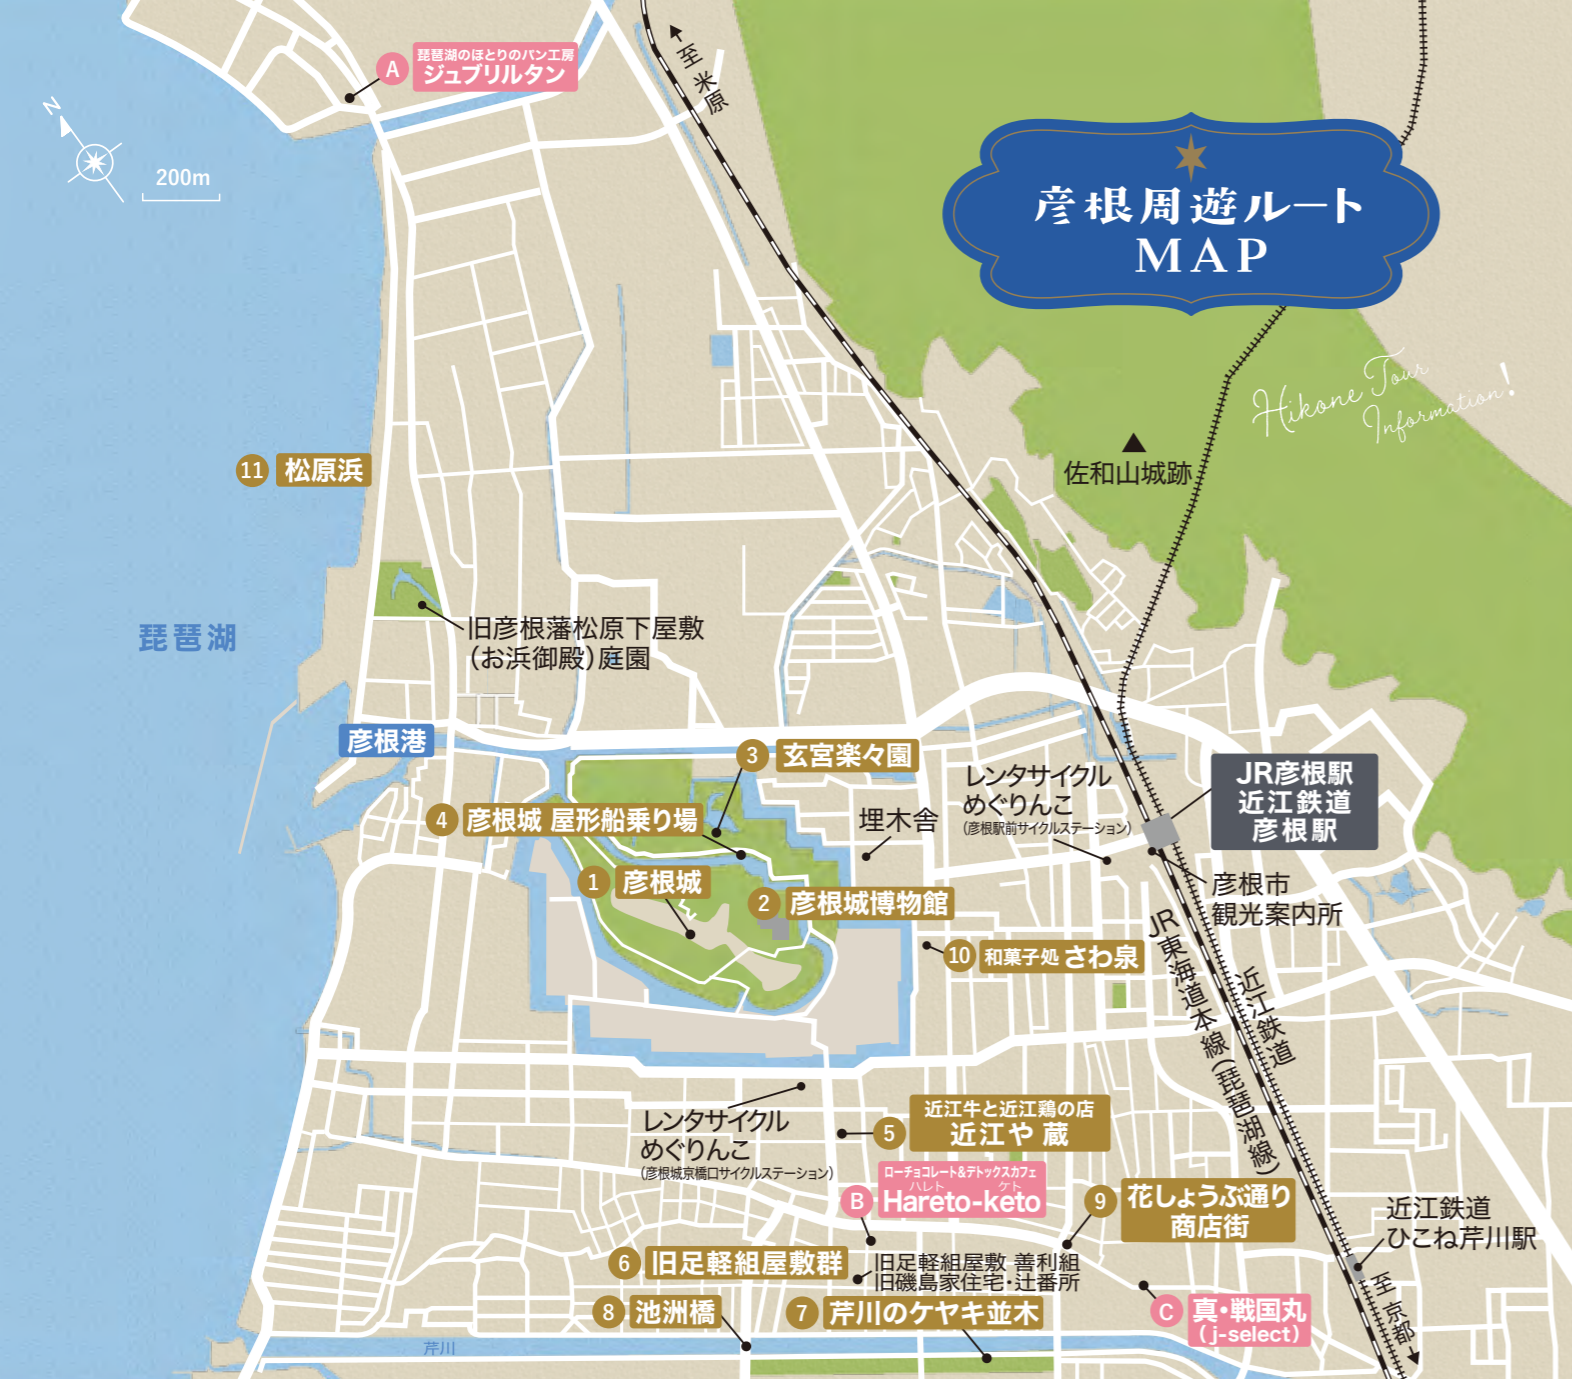 A
琵琶湖のほとりのパン工房
ジュブリルタン
至 米原
N
200m
彦根周遊ルート
MAP
Hikone Tour
Information!
佐和山城跡
11 松原浜
琵琶湖
旧彦根藩松原下屋敷
(お浜御殿)庭園
彦根港
3 玄宮楽々園
4 彦根城 屋形船乗り場
1 彦根城
2 彦根城博物館
埋木舎
レンタサイクル
めぐりんこ
(彦根駅前サイクルステーション)
JR彦根駅
近江鉄道
彦根駅
彦根市
観光案内所
10 和菓子処 さわ泉
JR東海道本線(琵琶湖線)
近江鉄道
レンタサイクル
めぐりんこ
(彦根城京橋口サイクルステーション)
5
近江牛と近江鶏の店
近江や 蔵
B
ローチョコレート&デトックスカフェ
ハレト ケト
Hareto-keto
9 花しょうぶ通り
商店街
近江鉄道
ひこね芹川駅
6 旧足軽組屋敷群
旧足軽組屋敷 善利組
旧磯島家住宅・辻番所
8 池洲橋
7 芹川のケヤキ並木
C 真・戦国丸
(j-select)
至 京都
芹川